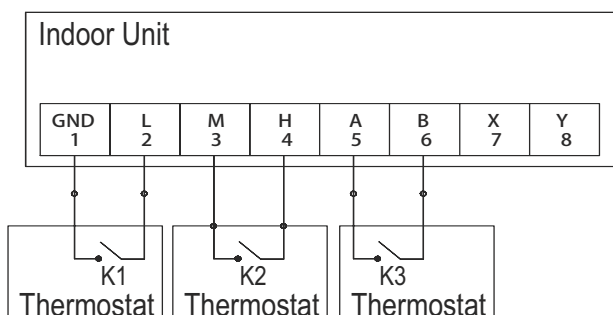 Indoor Unit
GND L M H A B X Y
1 2 3 4 5 6 7 8
K1 K2 K3
Thermostat Thermostat Thermostat